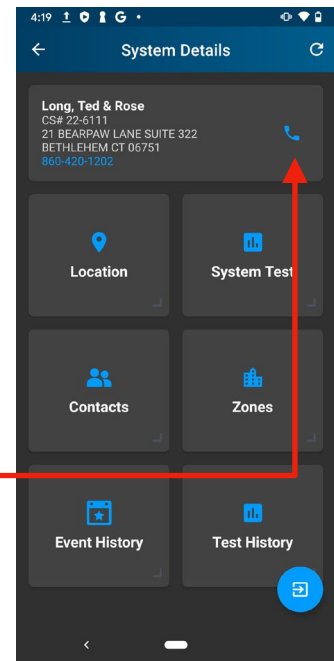 4:19
System Details
Long, Ted & Rose
CS# 22-6111
21 BEARPAW LANE SUITE 322
BETHLEHEM CT 06751
860-420-1202
Location
System Test
Contacts
Zones
Event History
Test History